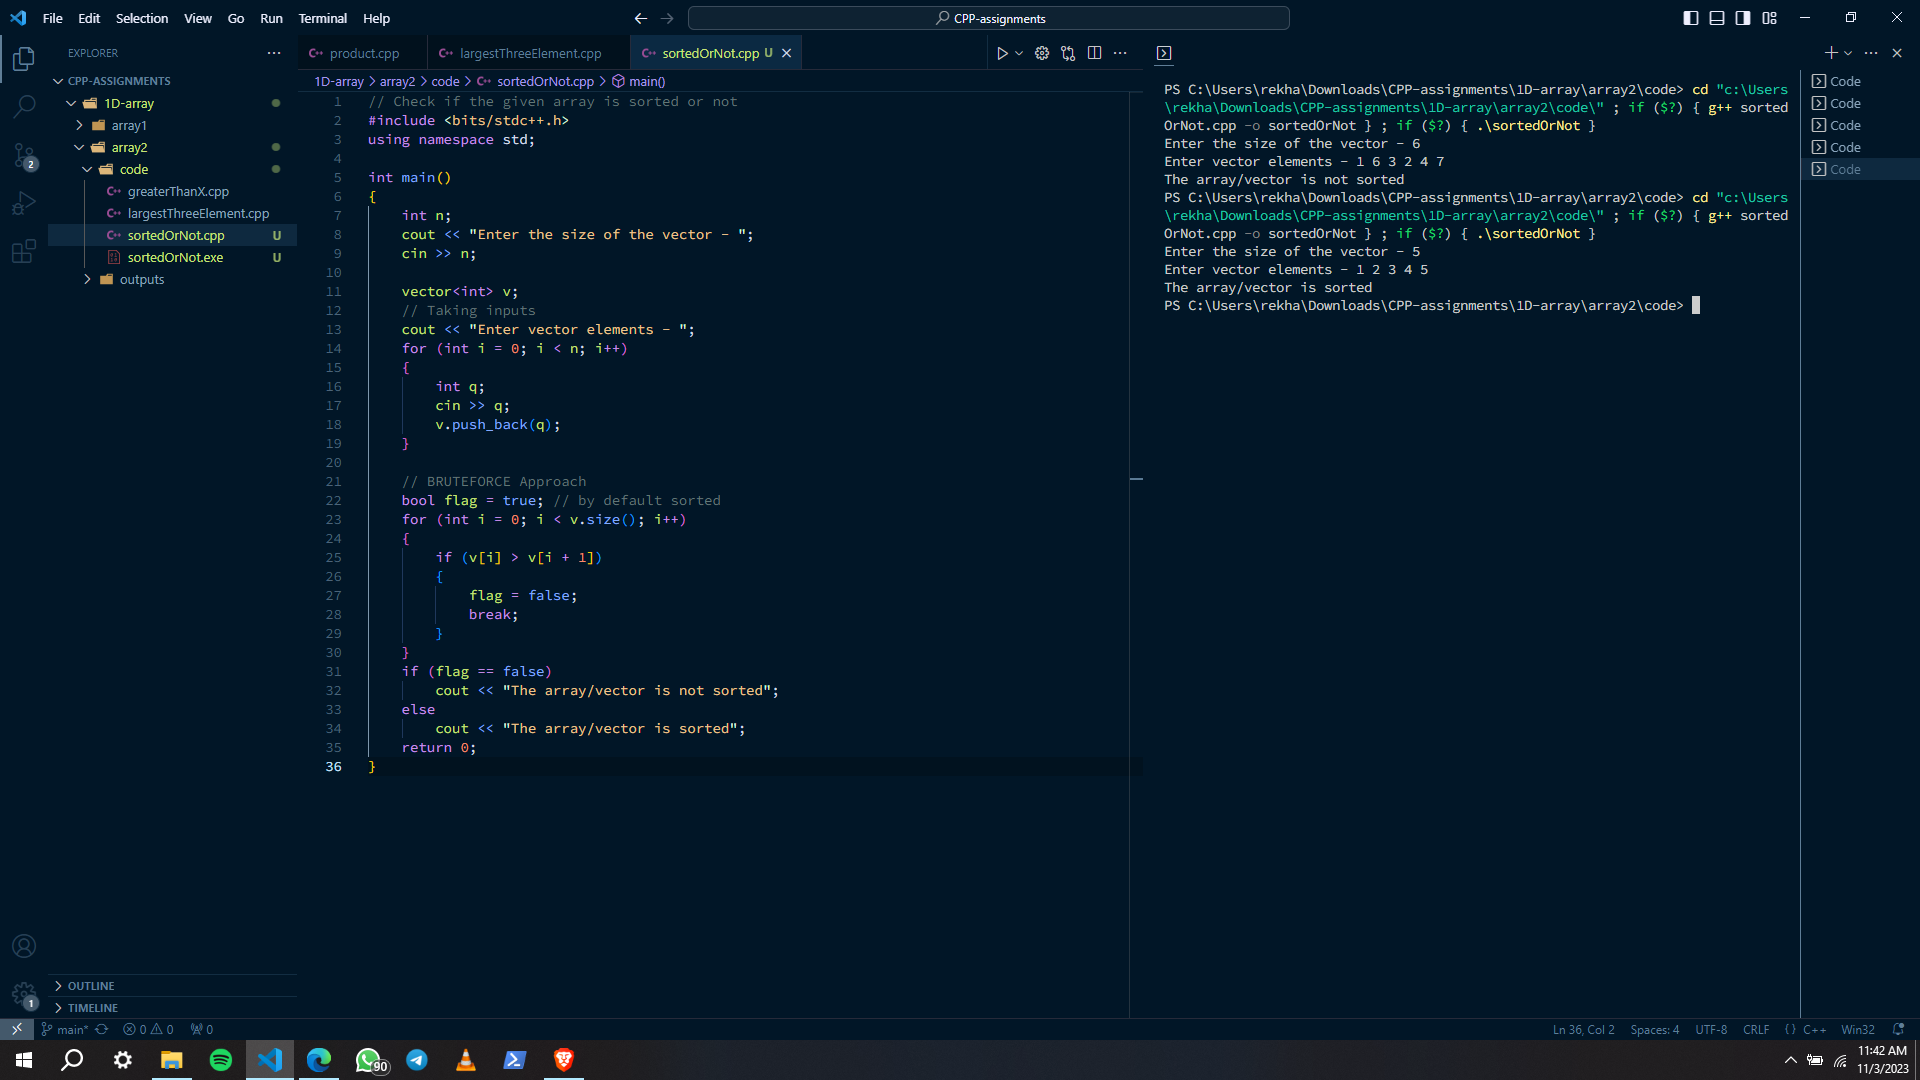 File Edit Selection View Go Run Terminal Help
CPP-assignments
EXPLORER
CPP-ASSIGNMENTS
1D-array
array1
array2
code
greaterThanX.cpp
largestThreeElement.cpp
sortedOrNot.cpp U
sortedOrNot.exe U
outputs
OUTLINE
TIMELINE
2
1
product.cpp largestThreeElement.cpp sortedOrNot.cpp U
1D-array > array2 > code > sortedOrNot.cpp > main()
1 // Check if the given array is sorted or not
2 #include <bits/stdc++.h>
3 using namespace std;
4
5 int main()
6 {
7 int n;
8 cout << "Enter the size of the vector - ";
9 cin >> n;
10
11 vector<int> v;
12 // Taking inputs
13 cout << "Enter vector elements - ";
14 for (int i = 0; i < n; i++)
15 {
16 int q;
17 cin >> q;
18 v.push_back(q);
19 }
20
21 // BRUTEFORCE Approach
22 bool flag = true; // by default sorted
23 for (int i = 0; i < v.size(); i++)
24 {
25 if (v[i] > v[i + 1])
26 {
27 flag = false;
28 break;
29 }
30 }
31 if (flag == false)
32 cout << "The array/vector is not sorted";
33 else
34 cout << "The array/vector is sorted";
35 return 0;
36 }
PS C:\Users\rekha\Downloads\CPP-assignments\1D-array\array2\code> cd "c:\Users
\rekha\Downloads\CPP-assignments\1D-array\array2\code\" ; if ($?) { g++ sorted
OrNot.cpp -o sortedOrNot } ; if ($?) { .\sortedOrNot }
Enter the size of the vector - 6
Enter vector elements - 1 6 3 2 4 7
The array/vector is not sorted
PS C:\Users\rekha\Downloads\CPP-assignments\1D-array\array2\code> cd "c:\Users
\rekha\Downloads\CPP-assignments\1D-array\array2\code\" ; if ($?) { g++ sorted
OrNot.cpp -o sortedOrNot } ; if ($?) { .\sortedOrNot }
Enter the size of the vector - 5
Enter vector elements - 1 2 3 4 5
The array/vector is sorted
PS C:\Users\rekha\Downloads\CPP-assignments\1D-array\array2\code>
Code
Code
Code
Code
Code
main* 0 0 0
Ln 36, Col 2 Spaces: 4 UTF-8 CRLF {} C++ Win32
90
11:42 AM
11/3/2023